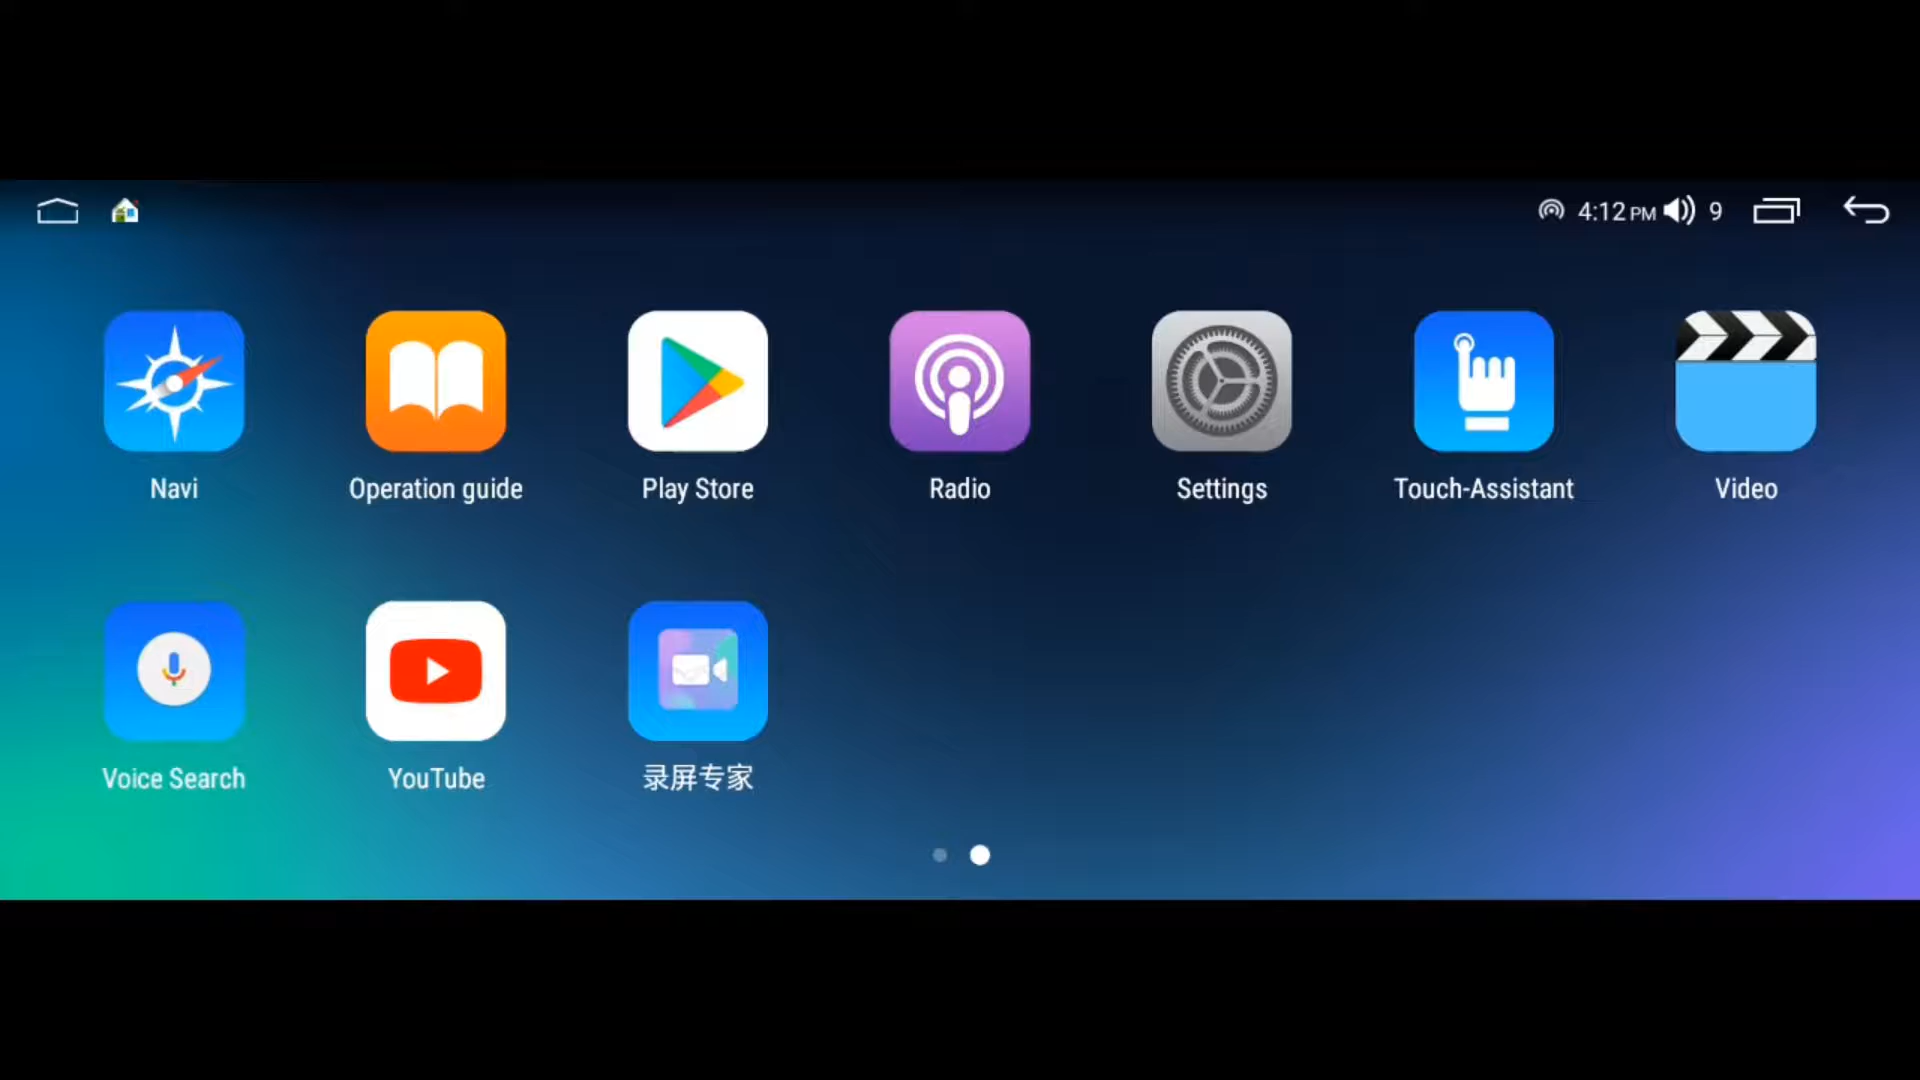 4:12 PM 9
Navi
Operation guide
Play Store
Radio
Settings
Touch-Assistant
Video
Voice Search
YouTube
录屏专家